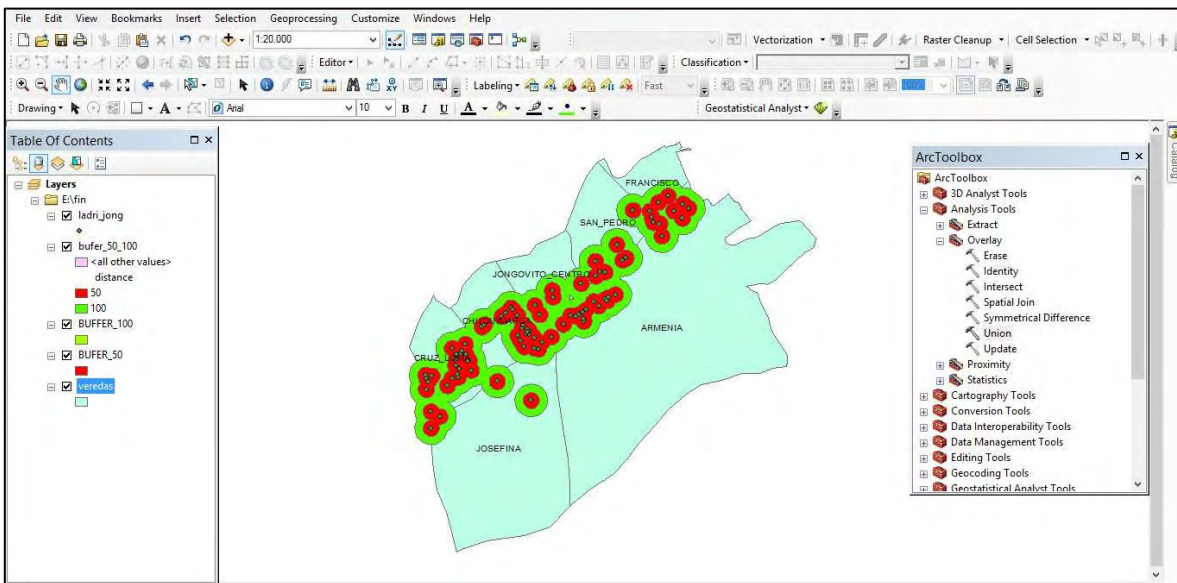 File Edit View Bookmarks Insert Selection Geoprocessing Customize Windows Help
1:20.000 Vectorization Raster Cleanup Cell Selection
Editor Classification
Labeling Fast 100%
Drawing A Arial 10 B I U A Geostatistical Analyst
Table Of Contents
Layers
E:\fin
ladri_jong
bufer_50_100
<all other values>
distance
50
100
BUFFER_100
BUFER_50
veredas
FRANCISCO
SAN_PEDRO
JONGOVITO_CENTRO
ARMENIA
JOSEFINA
ArcToolbox
ArcToolbox
3D Analyst Tools
Analysis Tools
Extract
Overlay
Erase
Identity
Intersect
Spatial Join
Symmetrical Difference
Union
Update
Proximity
Statistics
Cartography Tools
Conversion Tools
Data Interoperability Tools
Data Management Tools
Editing Tools
Geocoding Tools
Geostatistical Analyst Tools
Catalog